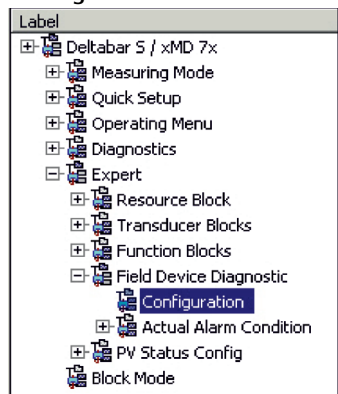 Label
Deltabar S / xMD 7x
Measuring Mode
Quick Setup
Operating Menu
Diagnostics
Expert
Resource Block
Transducer Blocks
Function Blocks
Field Device Diagnostic
Configuration
Actual Alarm Condition
PV Status Config
Block Mode